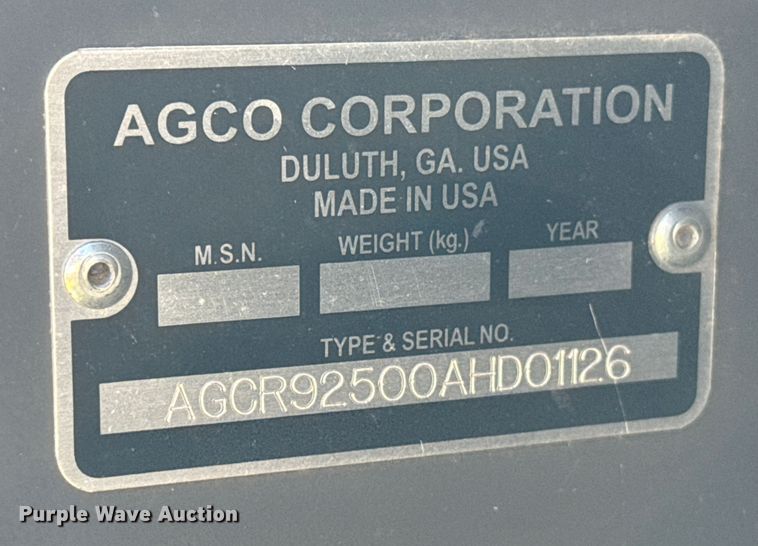 AGCO CORPORATION
DULUTH, GA. USA
MADE IN USA
M.S.N.
WEIGHT (kg.)
YEAR
TYPE & SERIAL NO.
AGCR92500AHD01126
Purple Wave Auction